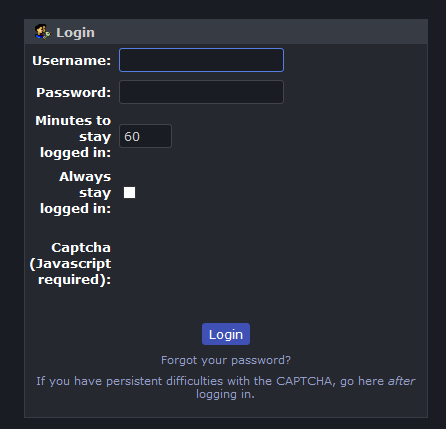 Login
Username:
Password:
Minutes to
stay
logged in:
60
Always
stay
logged in:
Captcha
(Javascript
required):
Login
Forgot your password?
If you have persistent difficulties with the CAPTCHA, go here after
logging in.